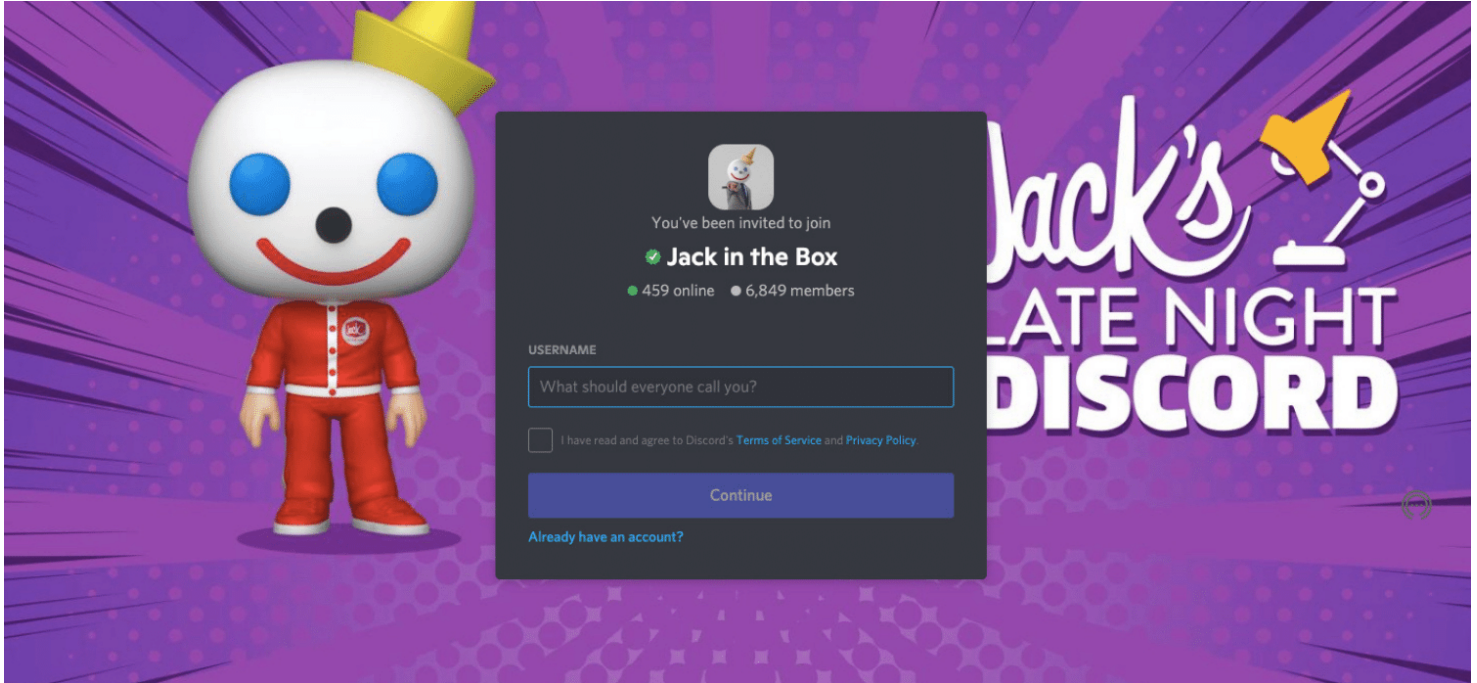 You've been invited to join
Jack in the Box
459 online 6,849 members
USERNAME
What should everyone call you?
I have read and agree to Discord's Terms of Service and Privacy Policy.
Continue
Already have an account?
Jack's
LATE NIGHT
DISCORD